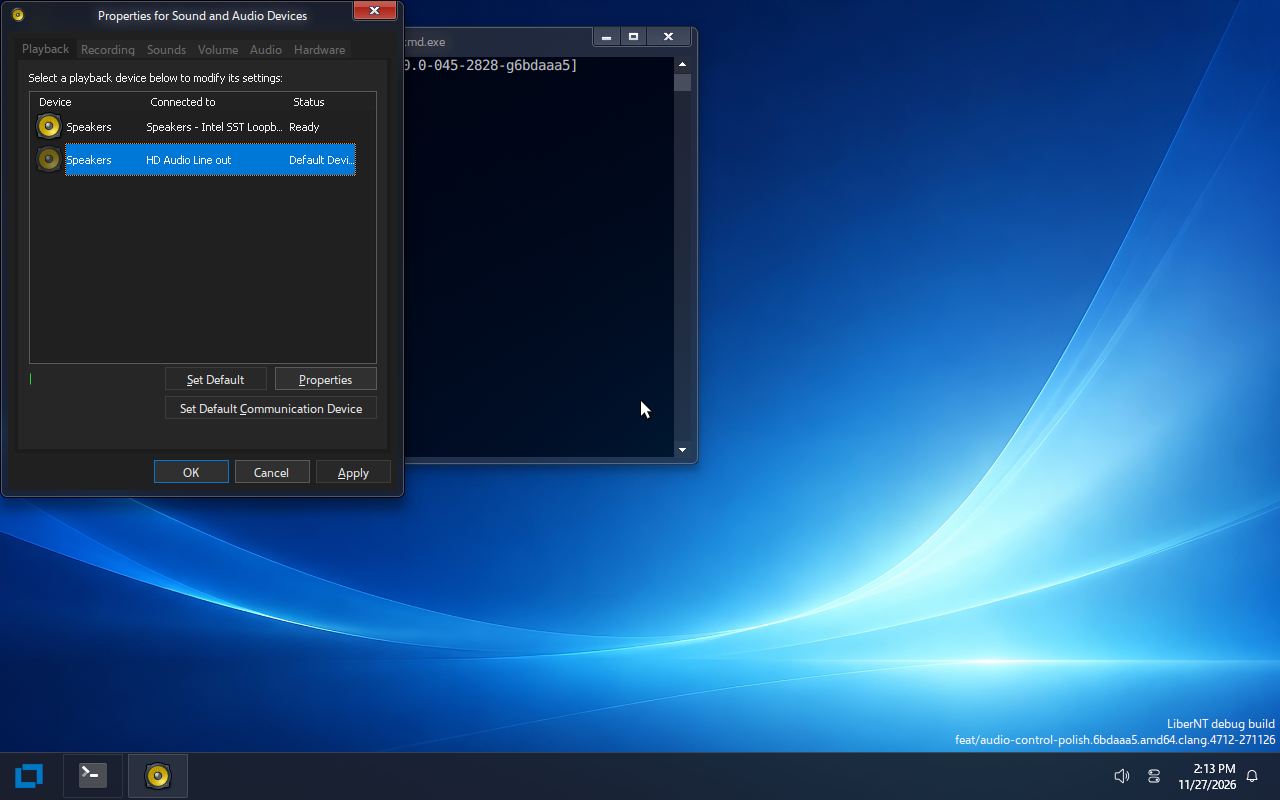 Properties for Sound and Audio Devices
cmd.exe
0.0-045-2828-g6bdaaa5]
Playback Recording Sounds Volume Audio Hardware
Select a playback device below to modify its settings:
Device Connected to Status
Speakers Speakers - Intel SST Loopb... Ready
Speakers HD Audio Line out Default Devi...
Set Default Properties
Set Default Communication Device
OK Cancel Apply
LiberNT debug build
feat/audio-control-polish.6bdaaa5.amd64.clang.4712-271126
2:13 PM
11/27/2026